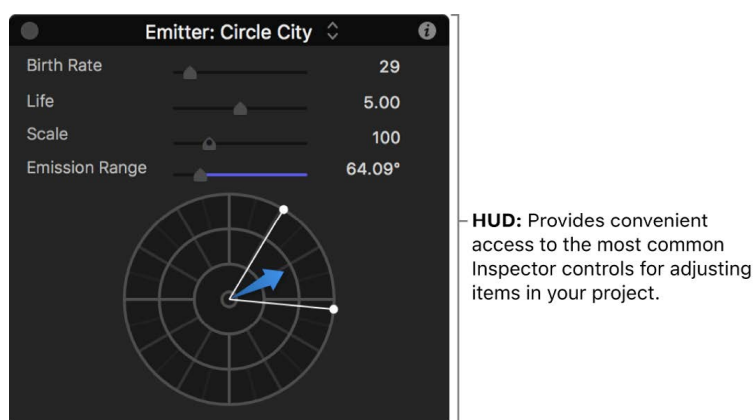 Emitter: Circle City
Birth Rate 29
Life 5.00
Scale 100
Emission Range 64.09°
HUD: Provides convenient
access to the most common
Inspector controls for adjusting
items in your project.